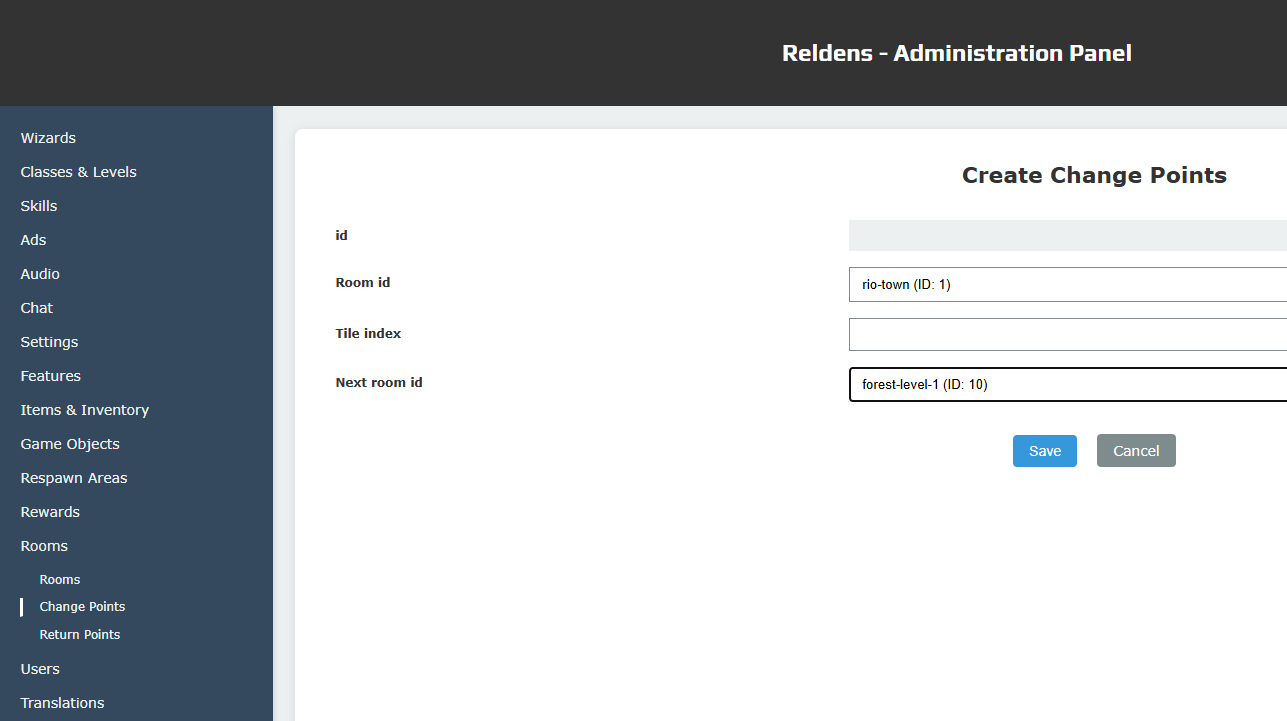 Reldens - Administration Panel
Wizards
Classes & Levels
Skills
Ads
Audio
Chat
Settings
Features
Items & Inventory
Game Objects
Respawn Areas
Rewards
Rooms
Rooms
Change Points
Return Points
Users
Translations
Create Change Points
id
Room id
rio-town (ID: 1)
Tile index
Next room id
forest-level-1 (ID: 10)
Save
Cancel